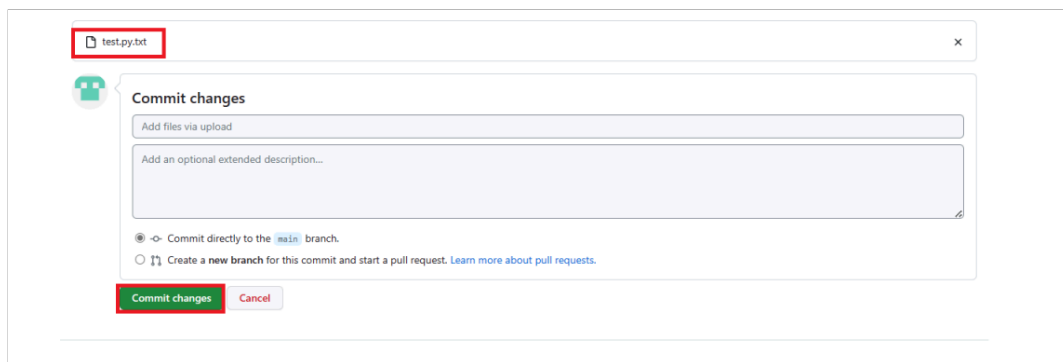 test.py.txt
Commit changes
Add files via upload
Add an optional extended description...
Commit directly to the main branch.
Create a new branch for this commit and start a pull request. Learn more about pull requests.
Commit changes Cancel